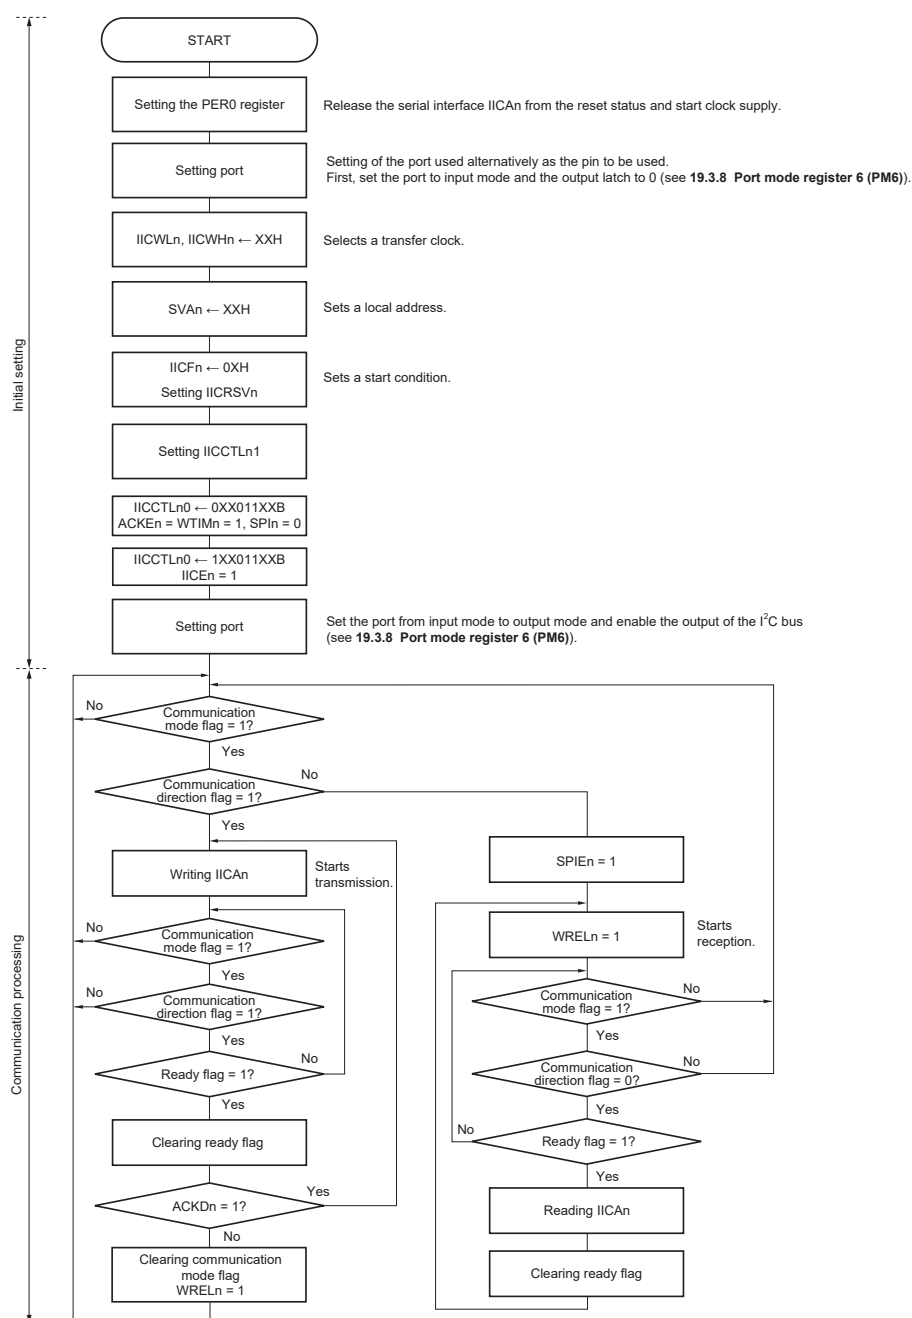 START
Setting the PER0 register
Release the serial interface IICAn from the reset status and start clock supply.
Setting port
Setting of the port used alternatively as the pin to be used.
First, set the port to input mode and the output latch to 0 (see 19.3.8 Port mode register 6 (PM6)).
IICWLn, IICWHn ← XXH
Selects a transfer clock.
SVAn ← XXH
Sets a local address.
IICFn ← 0XH
Setting IICRSVn
Sets a start condition.
Setting IICCTLn1
IICCTLn0 ← 0XX011XXB
ACKEn = WTIMn = 1, SPIn = 0
IICCTLn0 ← 1XX011XXB
IICEn = 1
Setting port
Set the port from input mode to output mode and enable the output of the I²C bus
(see 19.3.8 Port mode register 6 (PM6)).
Initial setting
Communication processing
No
Communication
mode flag = 1?
Yes
Communication
direction flag = 1?
No
Yes
Writing IICAn
Starts
transmission.
No
Communication
mode flag = 1?
Yes
No
Communication
direction flag = 1?
Yes
Ready flag = 1?
No
Yes
Clearing ready flag
ACKDn = 1?
Yes
No
Clearing communication
mode flag
WRELn = 1
SPIEn = 1
WRELn = 1
Starts
reception.
Communication
mode flag = 1?
No
Yes
Communication
direction flag = 0?
No
Yes
No
Ready flag = 1?
Yes
Reading IICAn
Clearing ready flag